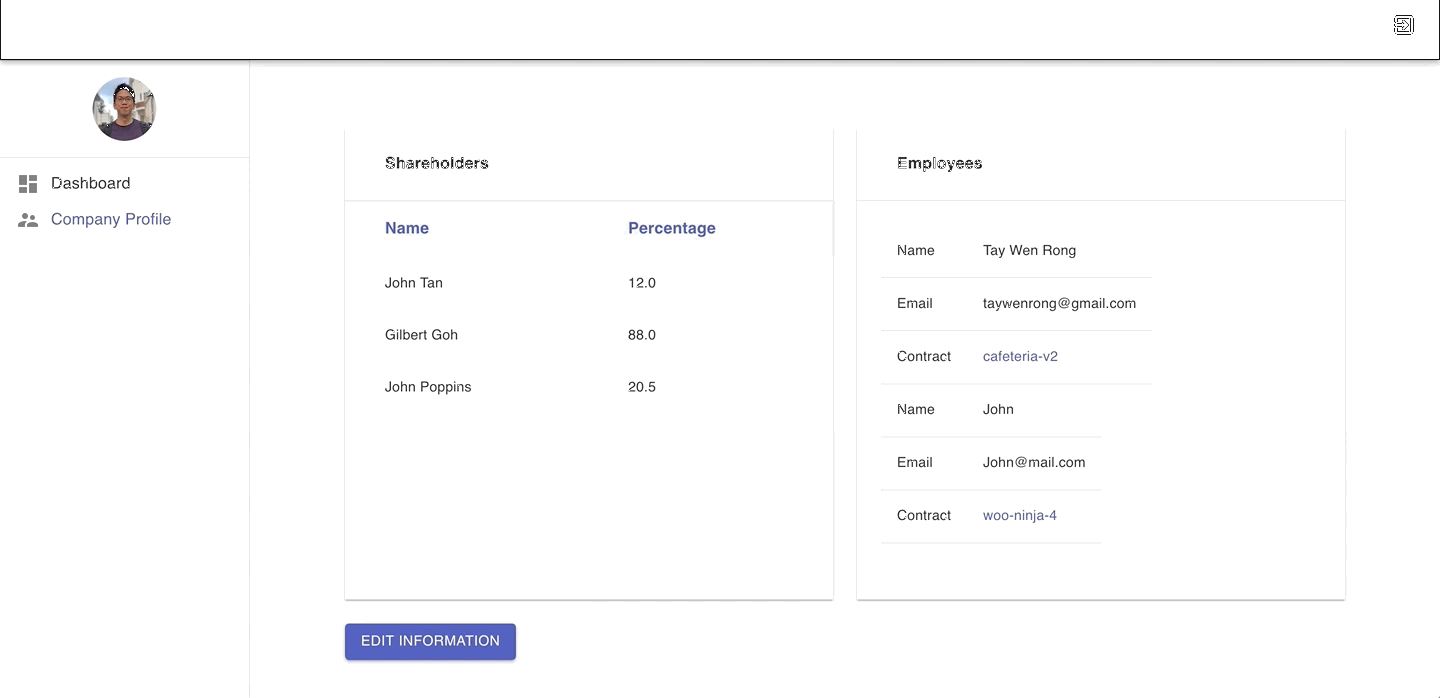 Dashboard
Company Profile
Shareholders
Name Percentage
John Tan 12.0
Gilbert Goh 88.0
John Poppins 20.5
Employees
Name Tay Wen Rong
Email taywenrong@gmail.com
Contract cafeteria-v2
Name John
Email John@mail.com
Contract woo-ninja-4
EDIT INFORMATION